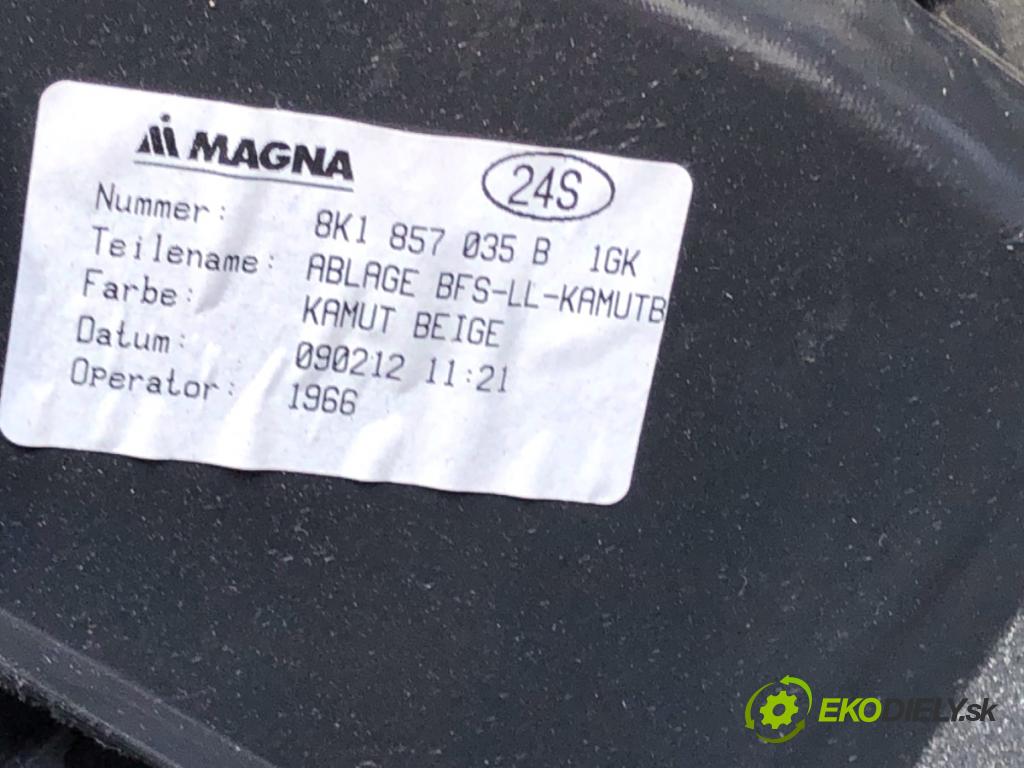 MAGNA
24S
Nummer: 8K1 857 035 B 1GK
Teilename: ABLAGE BFS-LL-KAMUTB
Farbe: KAMUT BEIGE
Datum: 090212 11:21
Operator: 1966
EKODIELY.sk